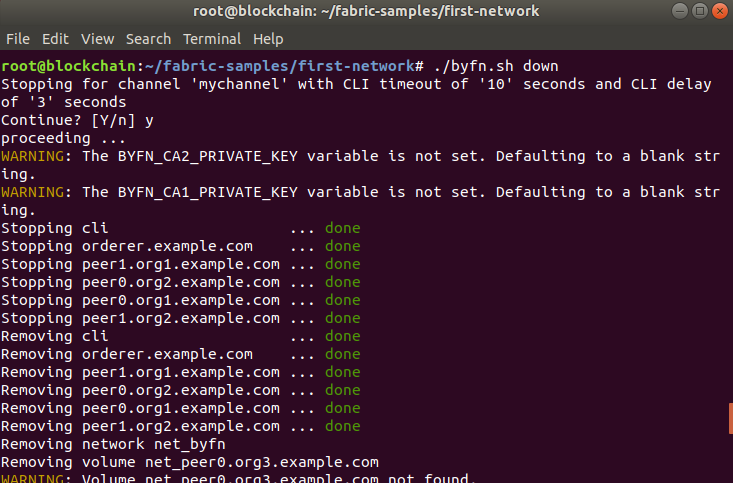 root@blockchain: ~/fabric-samples/first-network
File Edit View Search Terminal Help
root@blockchain:~/fabric-samples/first-network# ./byfn.sh down
Stopping for channel 'mychannel' with CLI timeout of '10' seconds and CLI delay
of '3' seconds
Continue? [Y/n] y
proceeding ...
WARNING: The BYFN_CA2_PRIVATE_KEY variable is not set. Defaulting to a blank str
ing.
WARNING: The BYFN_CA1_PRIVATE_KEY variable is not set. Defaulting to a blank str
ing.
Stopping cli                    ... done
Stopping orderer.example.com    ... done
Stopping peer1.org1.example.com ... done
Stopping peer0.org2.example.com ... done
Stopping peer0.org1.example.com ... done
Stopping peer1.org2.example.com ... done
Removing cli                    ... done
Removing orderer.example.com    ... done
Removing peer1.org1.example.com ... done
Removing peer0.org2.example.com ... done
Removing peer0.org1.example.com ... done
Removing peer1.org2.example.com ... done
Removing network net_byfn
Removing volume net_peer0.org3.example.com
WARNING: Volume net_peer0.org3.example.com not found.